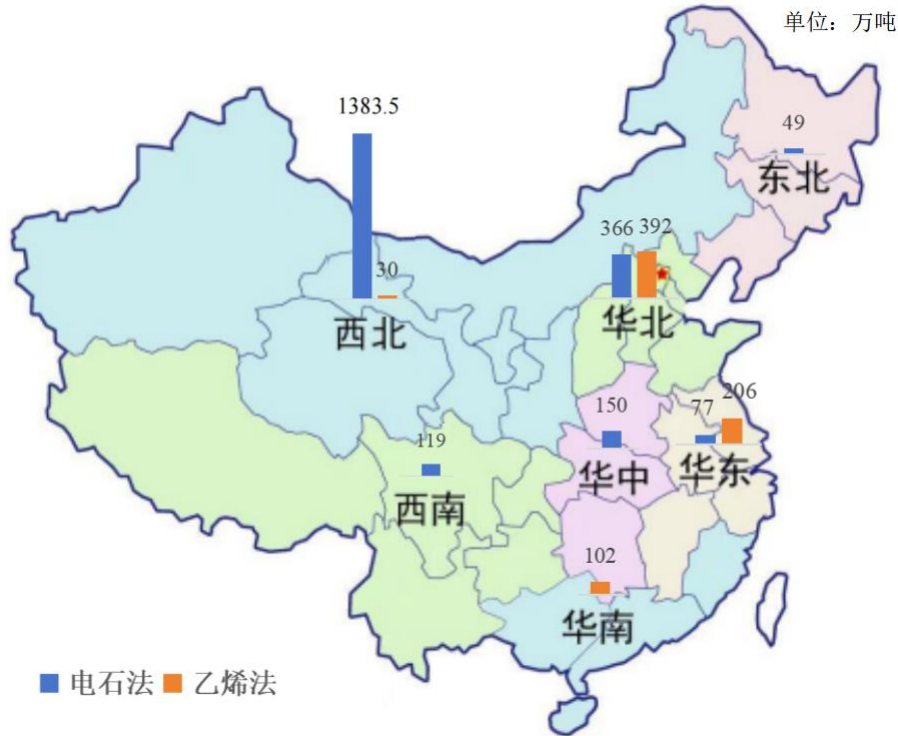 单位：万吨
1383.5
30
西北
49
东北
366
392
华北
119
西南
150
华中
77
206
华东
102
华南
电石法
乙烯法